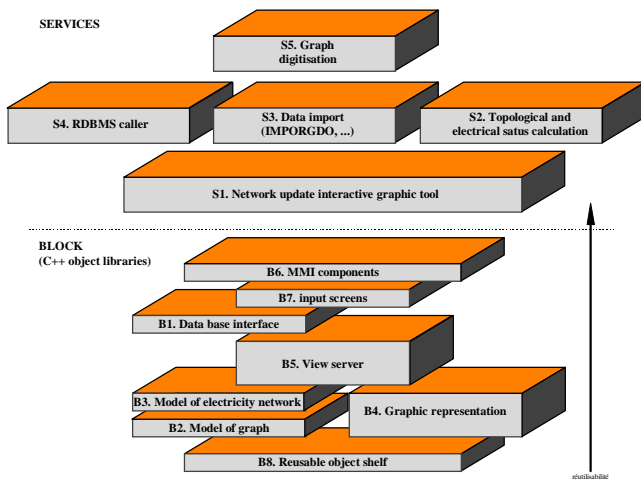 SERVICES
S5. Graph
digitisation
S4. RDBMS caller
S3. Data import
(IMPORGDO, ...)
S2. Topological and
electrical satus calculation
S1. Network update interactive graphic tool
BLOCK
(C++ object libraries)
B6. MMI components
B7. input screens
B1. Data base interface
B5. View server
B3. Model of electricity network
B4. Graphic representation
B2. Model of graph
B8. Reusable object shelf
réutilisabilité